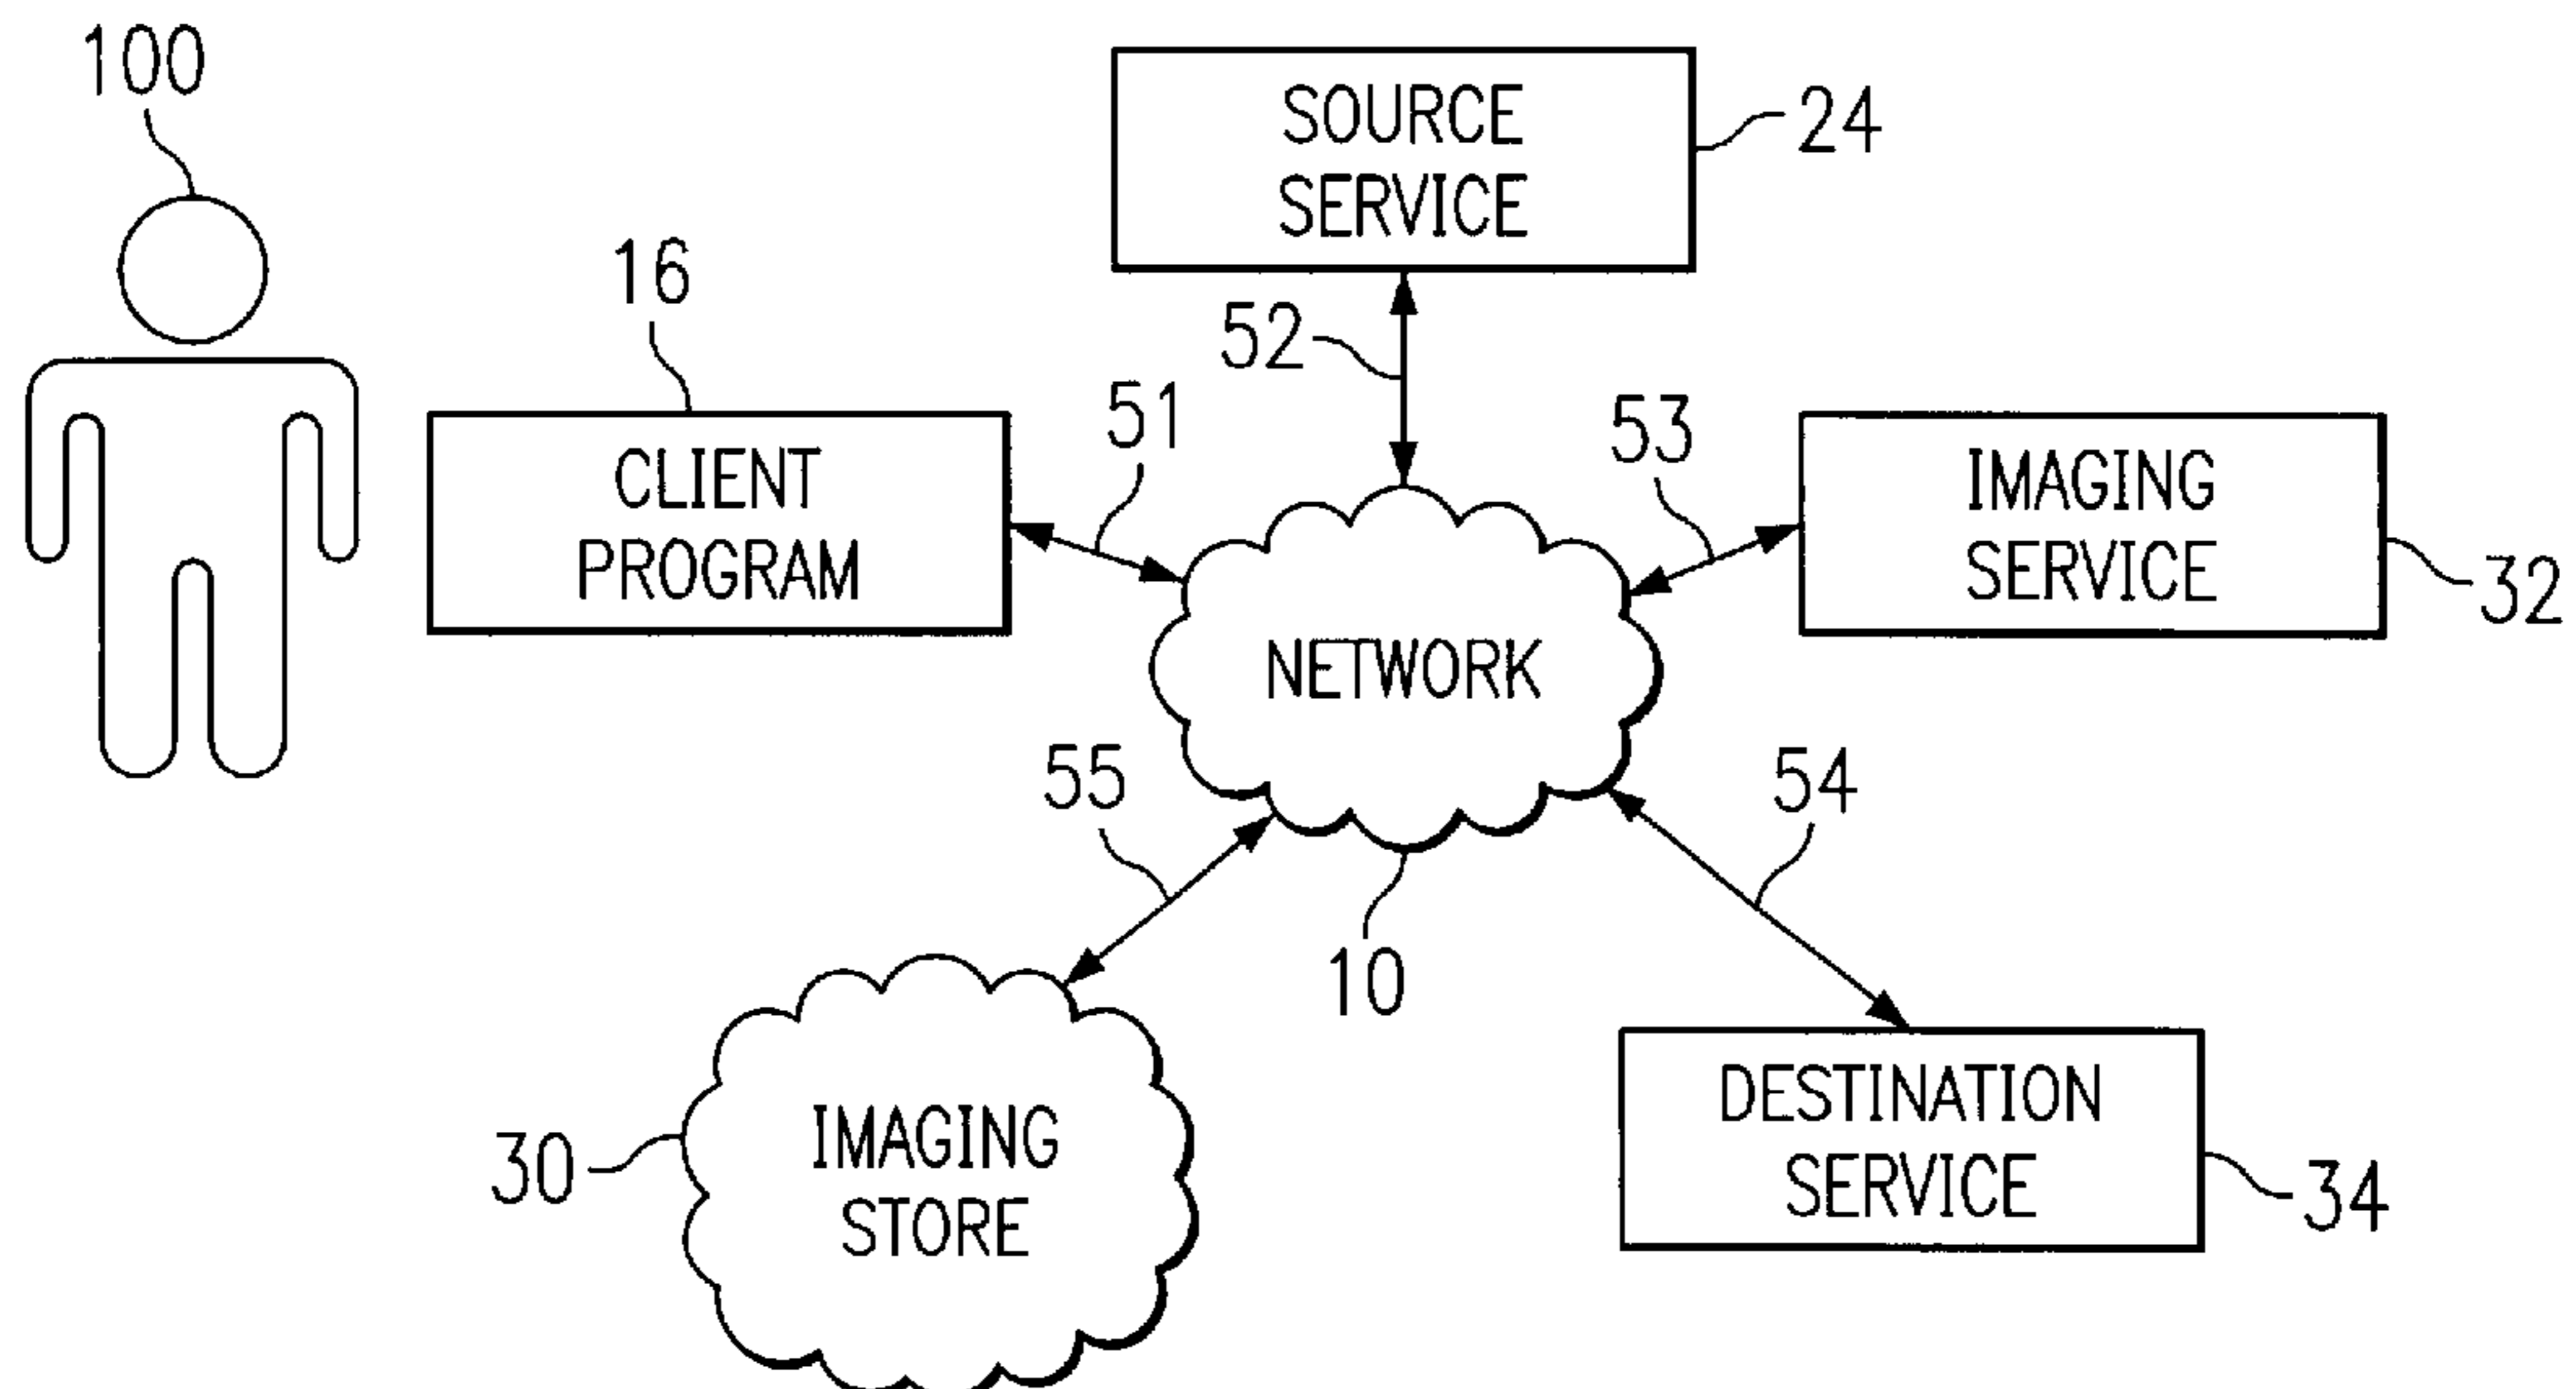 100
SOURCE
SERVICE
24
16
52
CLIENT
PROGRAM
51
53
IMAGING
SERVICE
32
NETWORK
55
54
10
IMAGING
STORE
30
DESTINATION
SERVICE
34